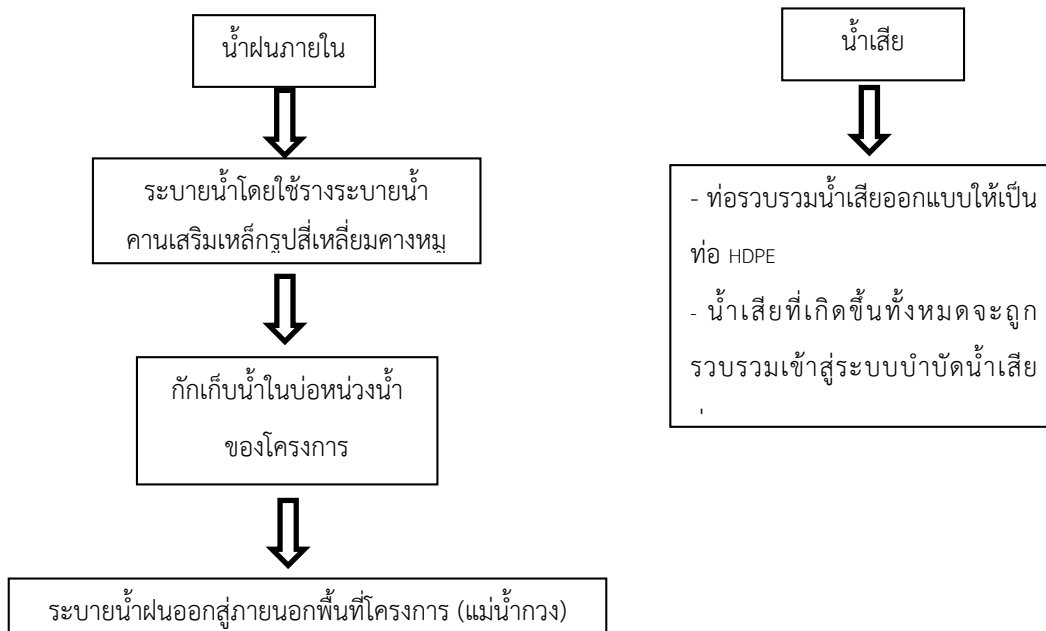 น้ำฝนภายใน
ระบายน้ำโดยใช้รางระบายน้ำ
คานเสริมเหล็กรูปสี่เหลี่ยมคางหมู
กักเก็บน้ำในบ่อหน่วงน้ำ
ของโครงการ
ระบายน้ำฝนออกสู่ภายนอกพื้นที่โครงการ (แม่น้ำกวง)
น้ำเสีย
- ท่อรวบรวมน้ำเสียออกแบบให้เป็น
ท่อ HDPE
- น้ำเสียที่เกิดขึ้นทั้งหมดจะถูก
รวบรวมเข้าสู่ระบบบำบัดน้ำเสีย